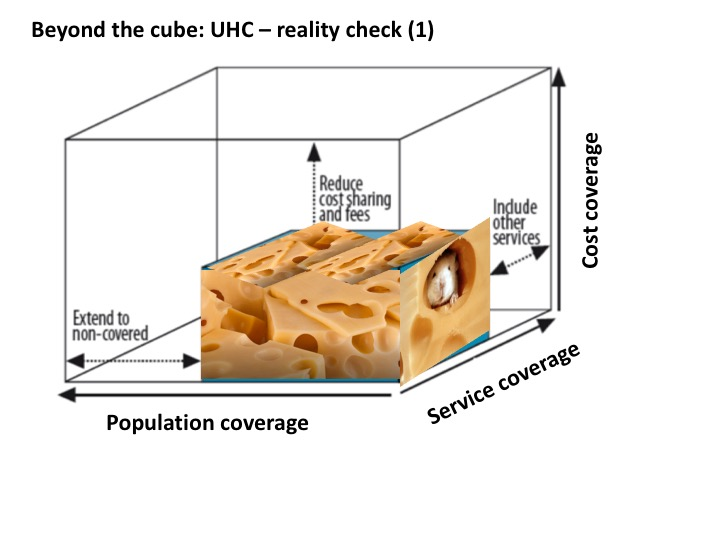 Beyond the cube: UHC – reality check (1)
Reduce
cost sharing
and fees
Include
other
services
Cost coverage
Extend to
non-covered
Service coverage
Population coverage